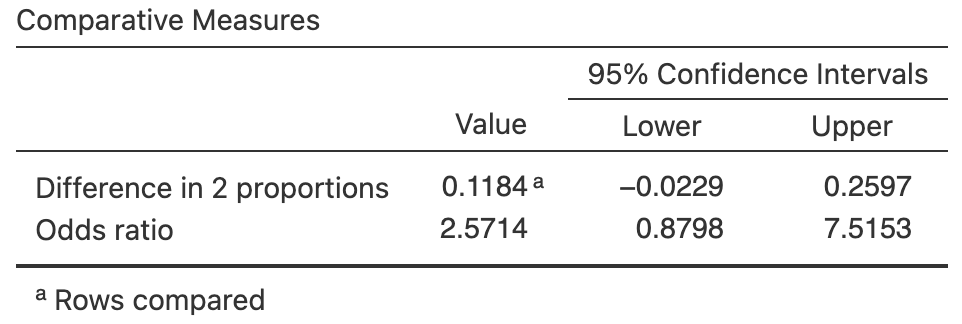 Comparative Measures
95% Confidence Intervals
Value Lower Upper
Difference in 2 proportions 0.1184 a –0.0229 0.2597
Odds ratio 2.5714 0.8798 7.5153
a Rows compared